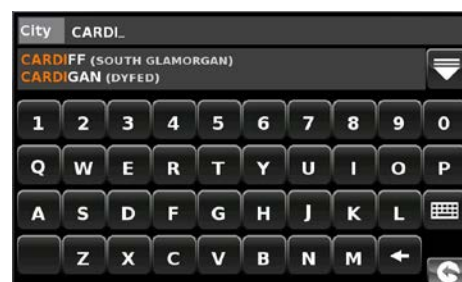 City CARDI_
CARDIFF (SOUTH GLAMORGAN)
CARDIGAN (DYFED)
1 2 3 4 5 6 7 8 9 0
Q W E R T Y U I O P
A S D F G H J K L
Z X C V B N M